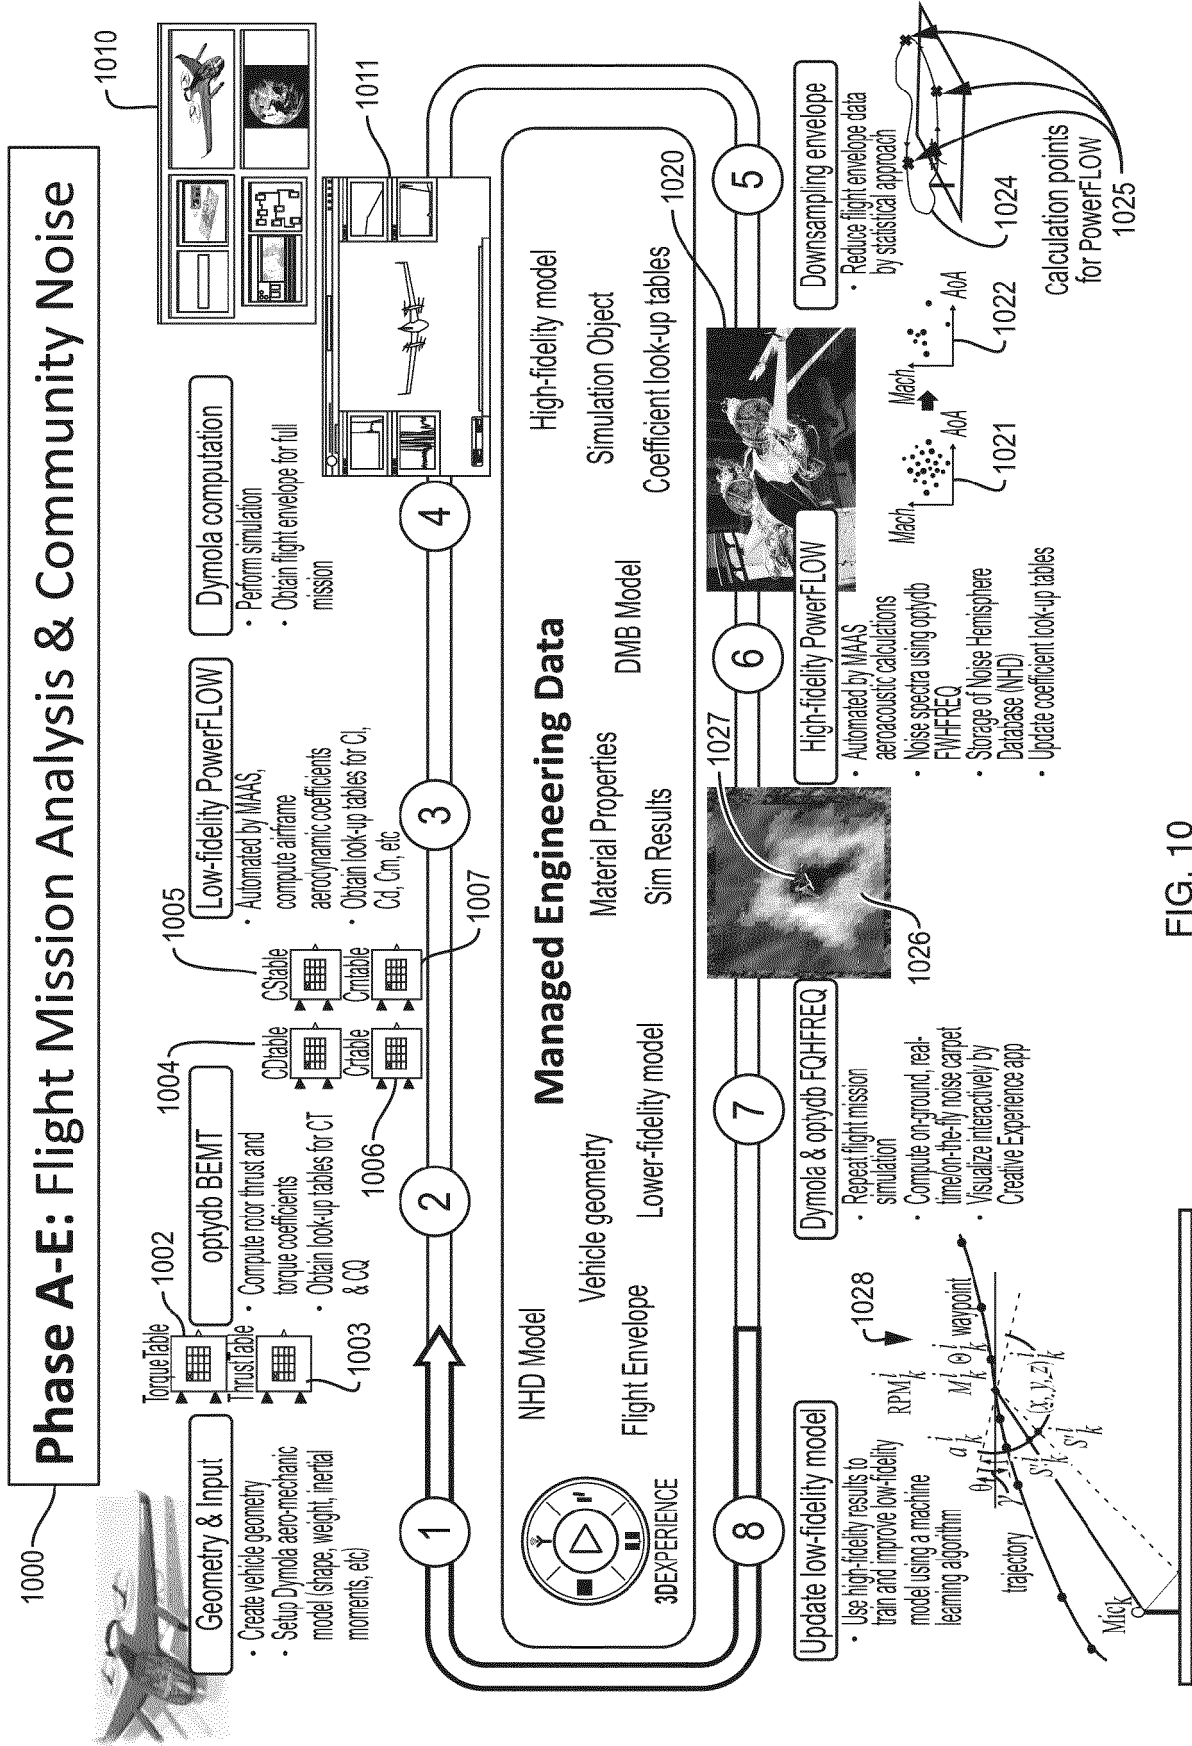 1000
Phase A-E: Flight Mission Analysis & Community Noise
Geometry & Input
• Create vehicle geometry
• Setup Dymola aero-mechanic
model (shape, weight, inertial
moments, etc)
TorqueTable
1002
ThrustTable
1003
optydb BEMT
• Compute rotor thrust and
torque coefficients
• Obtain look-up tables for CT
& CQ
1004
CDtable
1005
CStable
Crtable
1006
Cmtable
1007
Low-fidelity PowerFLOW
• Automated by MAAS,
compute airframe
aerodynamic coefficients
• Obtain look-up tables for Cl,
Cd, Cm, etc
Dymola computation
• Perform simulation
• Obtain flight envelope for full
mission
1010
1011
1
2
3
4
Managed Engineering Data
NHD Model
Flight Envelope
Vehicle geometry
Lower-fidelity model
Material Properties
Sim Results
DMB Model
High-fidelity model
Simulation Object
Coefficient look-up tables
3DEXPERIENCE
8
7
6
5
1027
1020
Update low-fidelity model
• Use high-fidelity results to
train and improve low-fidelity
model using a machine
learning algorithm
1028
RPM_k^i
a_k^i
M_k^i Θ_k^i waypoint
(x, y, z)_k^i
S'_k^i
S_k^i
θ
γ
trajectory
Mic_k
Dymola & optydb FQHFREQ
• Repeat flight mission
simulation
• Compute on-ground, real-
time/on-the-fly noise carpet
• Visualize interactively by
Creative Experience app
1026
High-fidelity PowerFLOW
• Automated by MAAS
aeroacoustic calculations
• Noise spectra using optydb
FWHFREQ
• Storage of Noise Hemisphere
Database (NHD)
• Update coefficient look-up tables
Downsampling envelope
• Reduce flight envelope data
by statistical approach
Mach
AoA
1021
Mach
AoA
1022
1024
Calculation points
for PowerFLOW
1025
FIG. 10